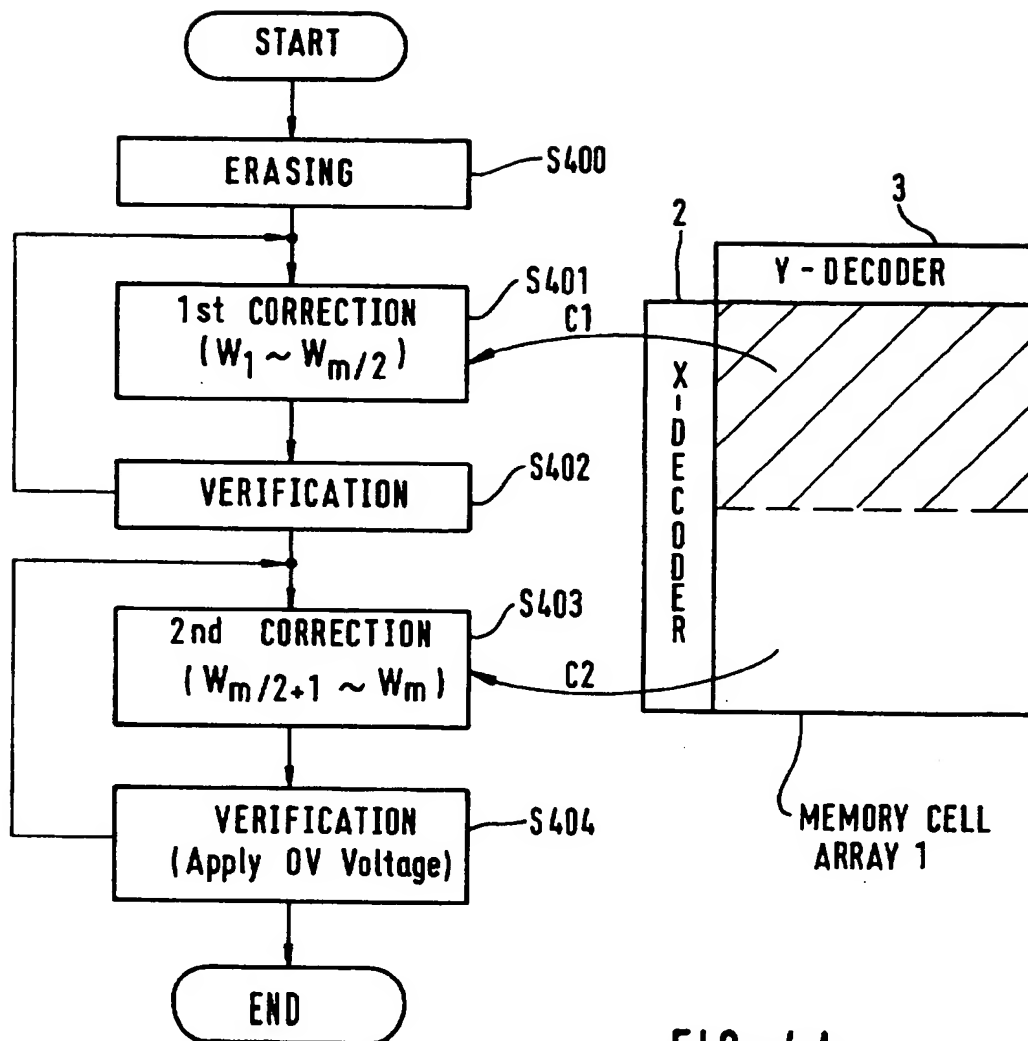 START
ERASING
S400
1st CORRECTION
(W1 ~ Wm/2)
S401
C1
VERIFICATION
S402
2nd CORRECTION
(Wm/2+1 ~ Wm)
S403
C2
VERIFICATION
(Apply 0V Voltage)
S404
END
2
3
Y-DECODER
X-DECODER
MEMORY CELL
ARRAY 1